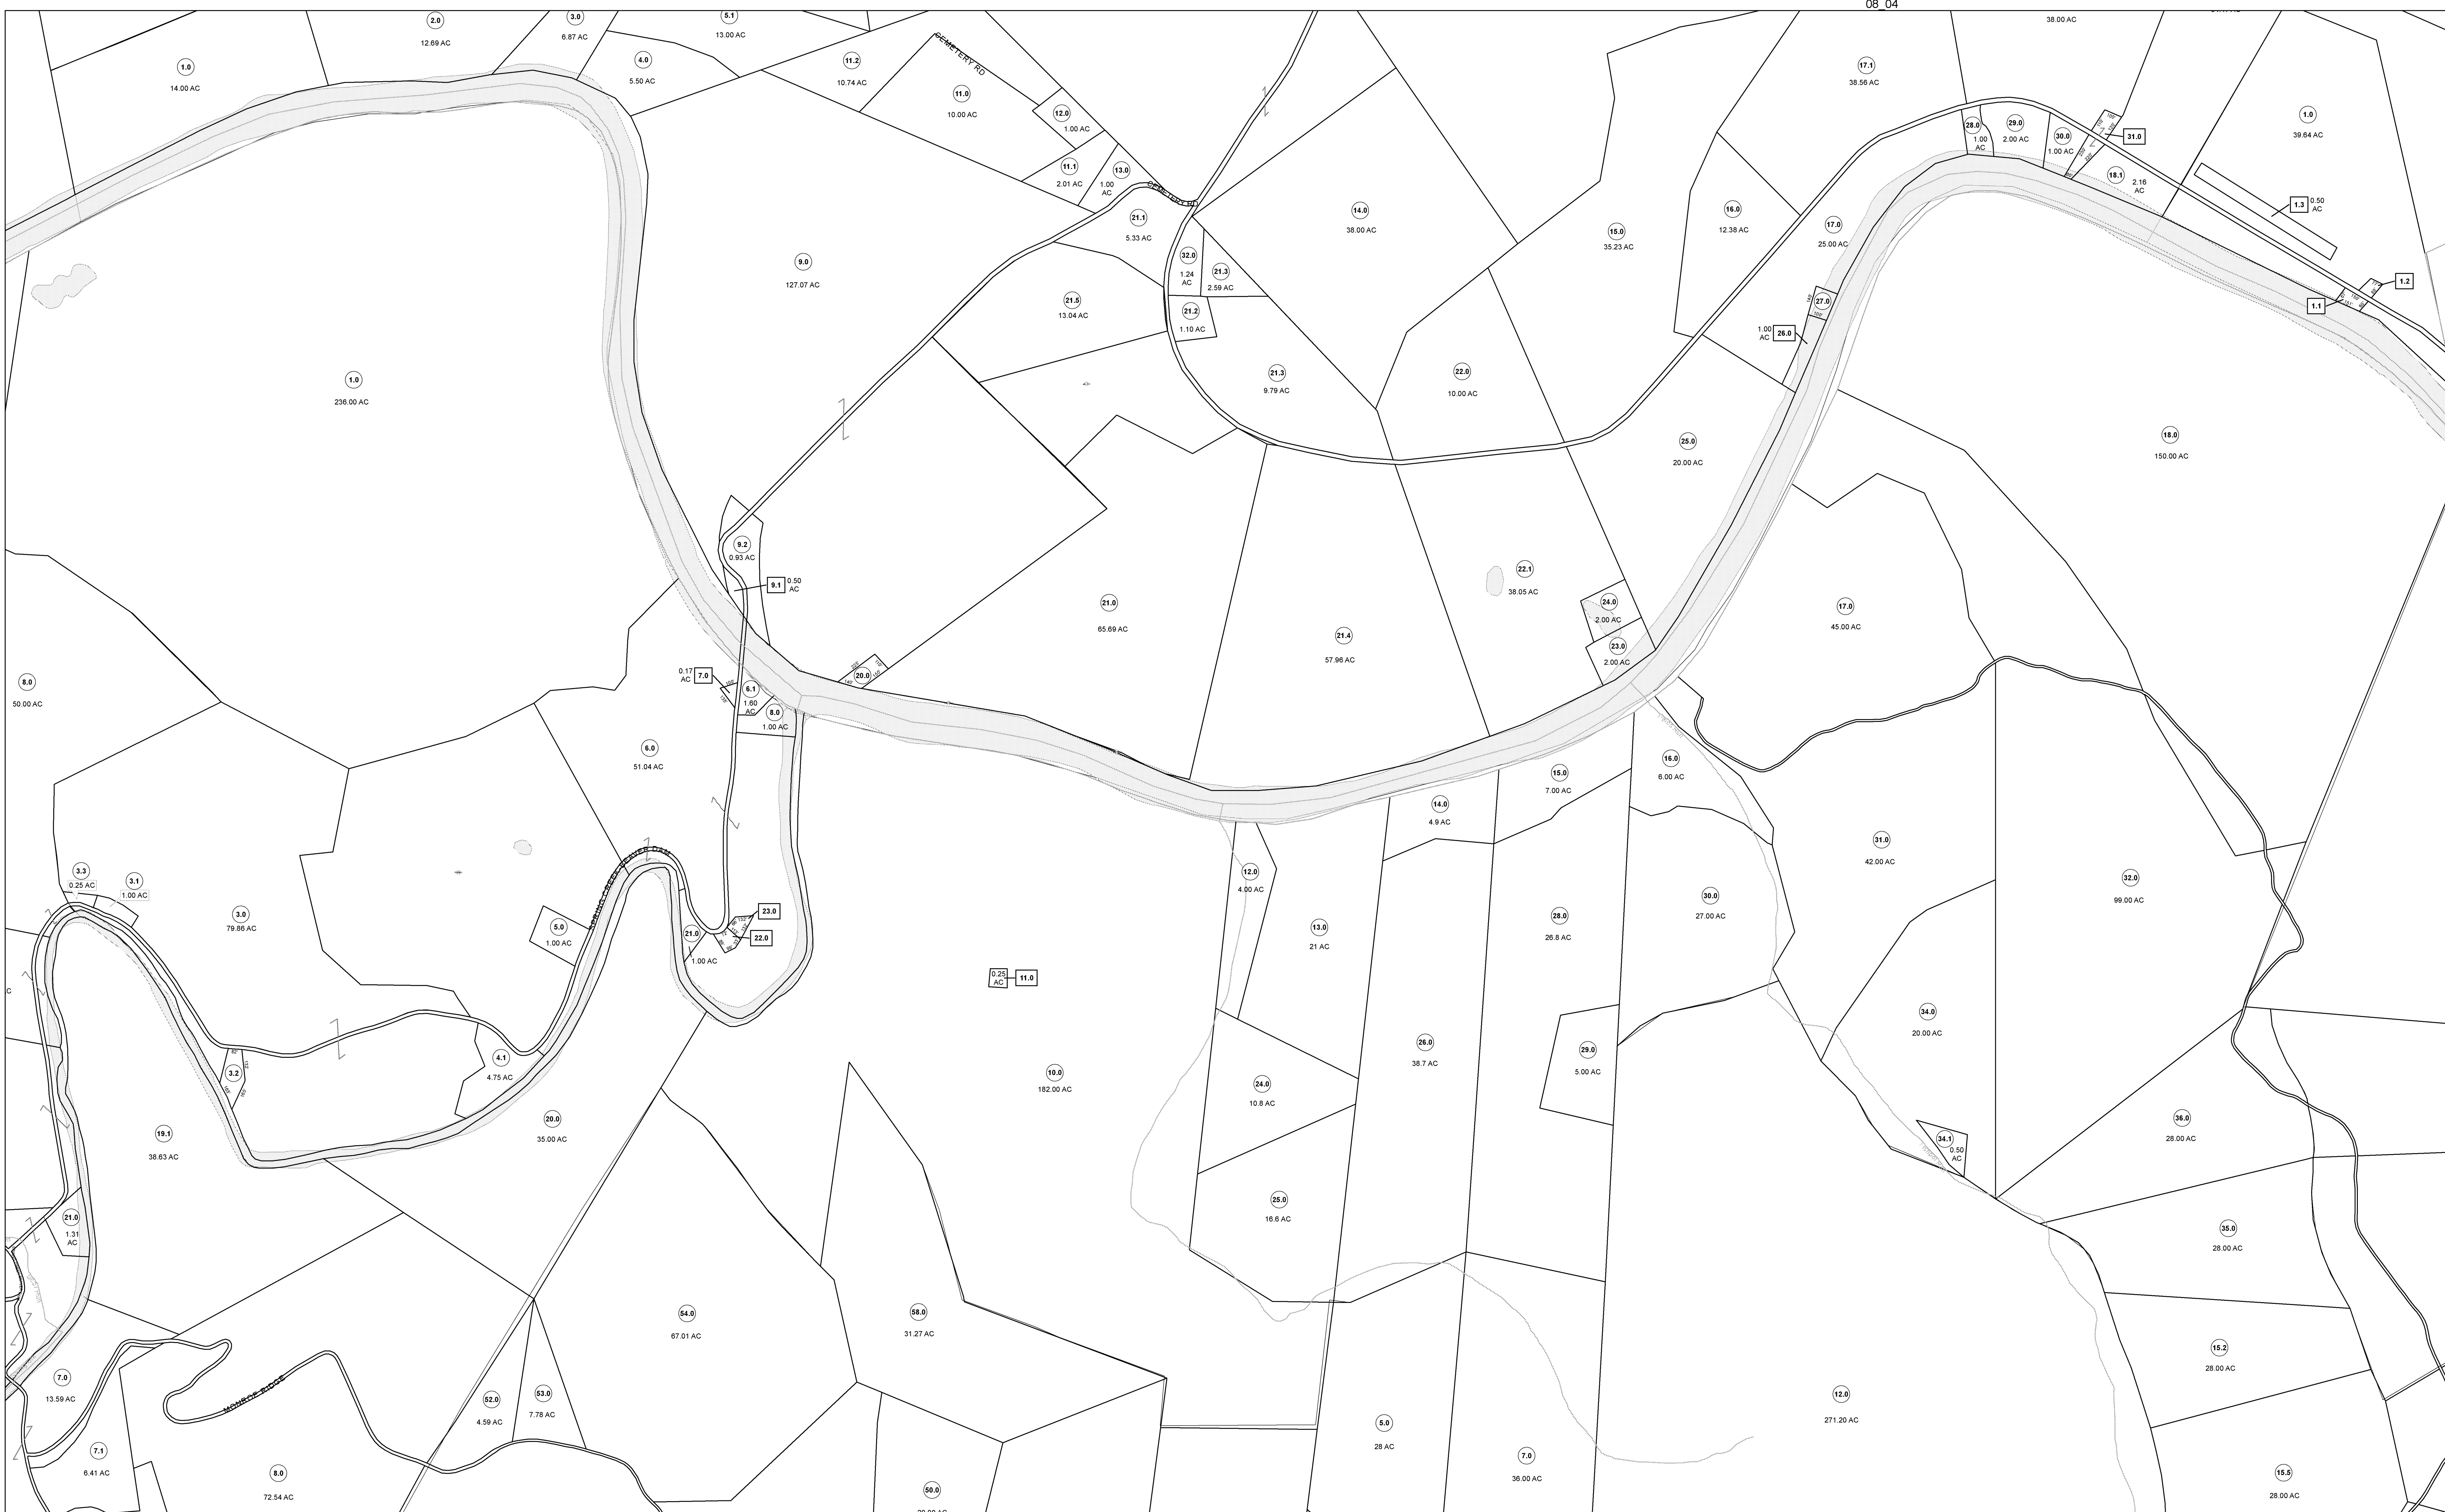 08_04
2.0
12.69 AC
3.0
6.87 AC
5.1
13.00 AC
38.00 AC
1.0
14.00 AC
4.0
5.50 AC
11.2
10.74 AC
CEMETERY RD
11.0
10.00 AC
12.0
1.00 AC
17.1
38.56 AC
28.0
1.00
AC
29.0
2.00 AC
30.0
1.00 AC
31.0
1.0
39.64 AC
11.1
2.01 AC
13.0
1.00
AC
CEMETERY RD
18.1
2.16
AC
1.3
0.50
AC
21.1
5.33 AC
14.0
38.00 AC
15.0
35.23 AC
16.0
12.38 AC
17.0
25.00 AC
9.0
127.07 AC
32.0
1.24
AC
21.3
2.59 AC
1.2
1.1
21.5
13.04 AC
21.2
1.10 AC
27.0
100'
1.00
AC
26.0
1.0
236.00 AC
21.3
9.79 AC
22.0
10.00 AC
25.0
20.00 AC
18.0
150.00 AC
9.2
0.93 AC
9.1
0.50
AC
22.1
38.05 AC
21.0
65.69 AC
24.0
2.00 AC
17.0
45.00 AC
21.4
57.96 AC
23.0
2.00 AC
8.0
50.00 AC
0.17
AC
7.0
6.1
1.60
AC
20.0
140'
8.0
1.00 AC
6.0
51.04 AC
16.0
6.00 AC
15.0
7.00 AC
14.0
4.9 AC
31.0
42.00 AC
SPRING CREEK BEAVER DAM
3.3
0.25 AC
3.1
1.00 AC
12.0
4.00 AC
32.0
99.00 AC
30.0
27.00 AC
3.0
79.86 AC
5.0
1.00 AC
21.0
1.00 AC
23.0
22.0
13.0
21 AC
28.0
26.8 AC
0.25
AC
11.0
C
34.0
20.00 AC
26.0
38.7 AC
29.0
5.00 AC
4.1
4.75 AC
3.2
10.0
182.00 AC
24.0
10.8 AC
20.0
35.00 AC
36.0
28.00 AC
19.1
38.63 AC
34.1
0.50
AC
25.0
16.6 AC
21.0
1.31
AC
35.0
28.00 AC
54.0
67.01 AC
58.0
31.27 AC
15.2
28.00 AC
7.0
13.59 AC
MONROE RIDGE
52.0
4.59 AC
53.0
7.78 AC
12.0
271.20 AC
5.0
28 AC
7.1
6.41 AC
7.0
36.00 AC
8.0
72.54 AC
50.0
15.5
28.00 AC